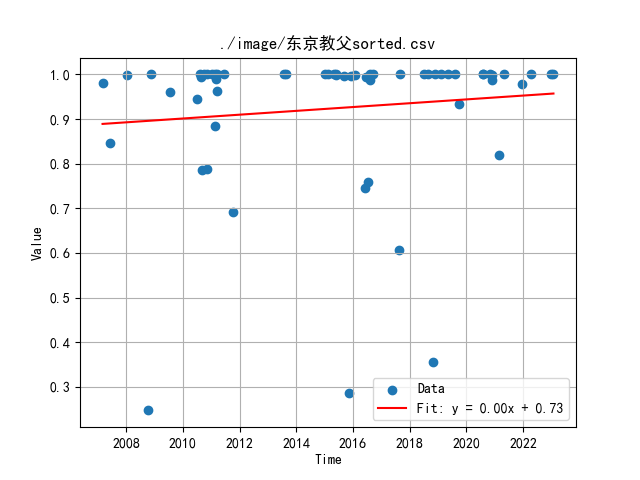 ./image/东京教父sorted.csv
1.0
0.9
0.8
0.7
0.6
0.5
0.4
0.3
Value
2008 2010 2012 2014 2016 2018 2020 2022
Time
Data
Fit: y = 0.00x + 0.73